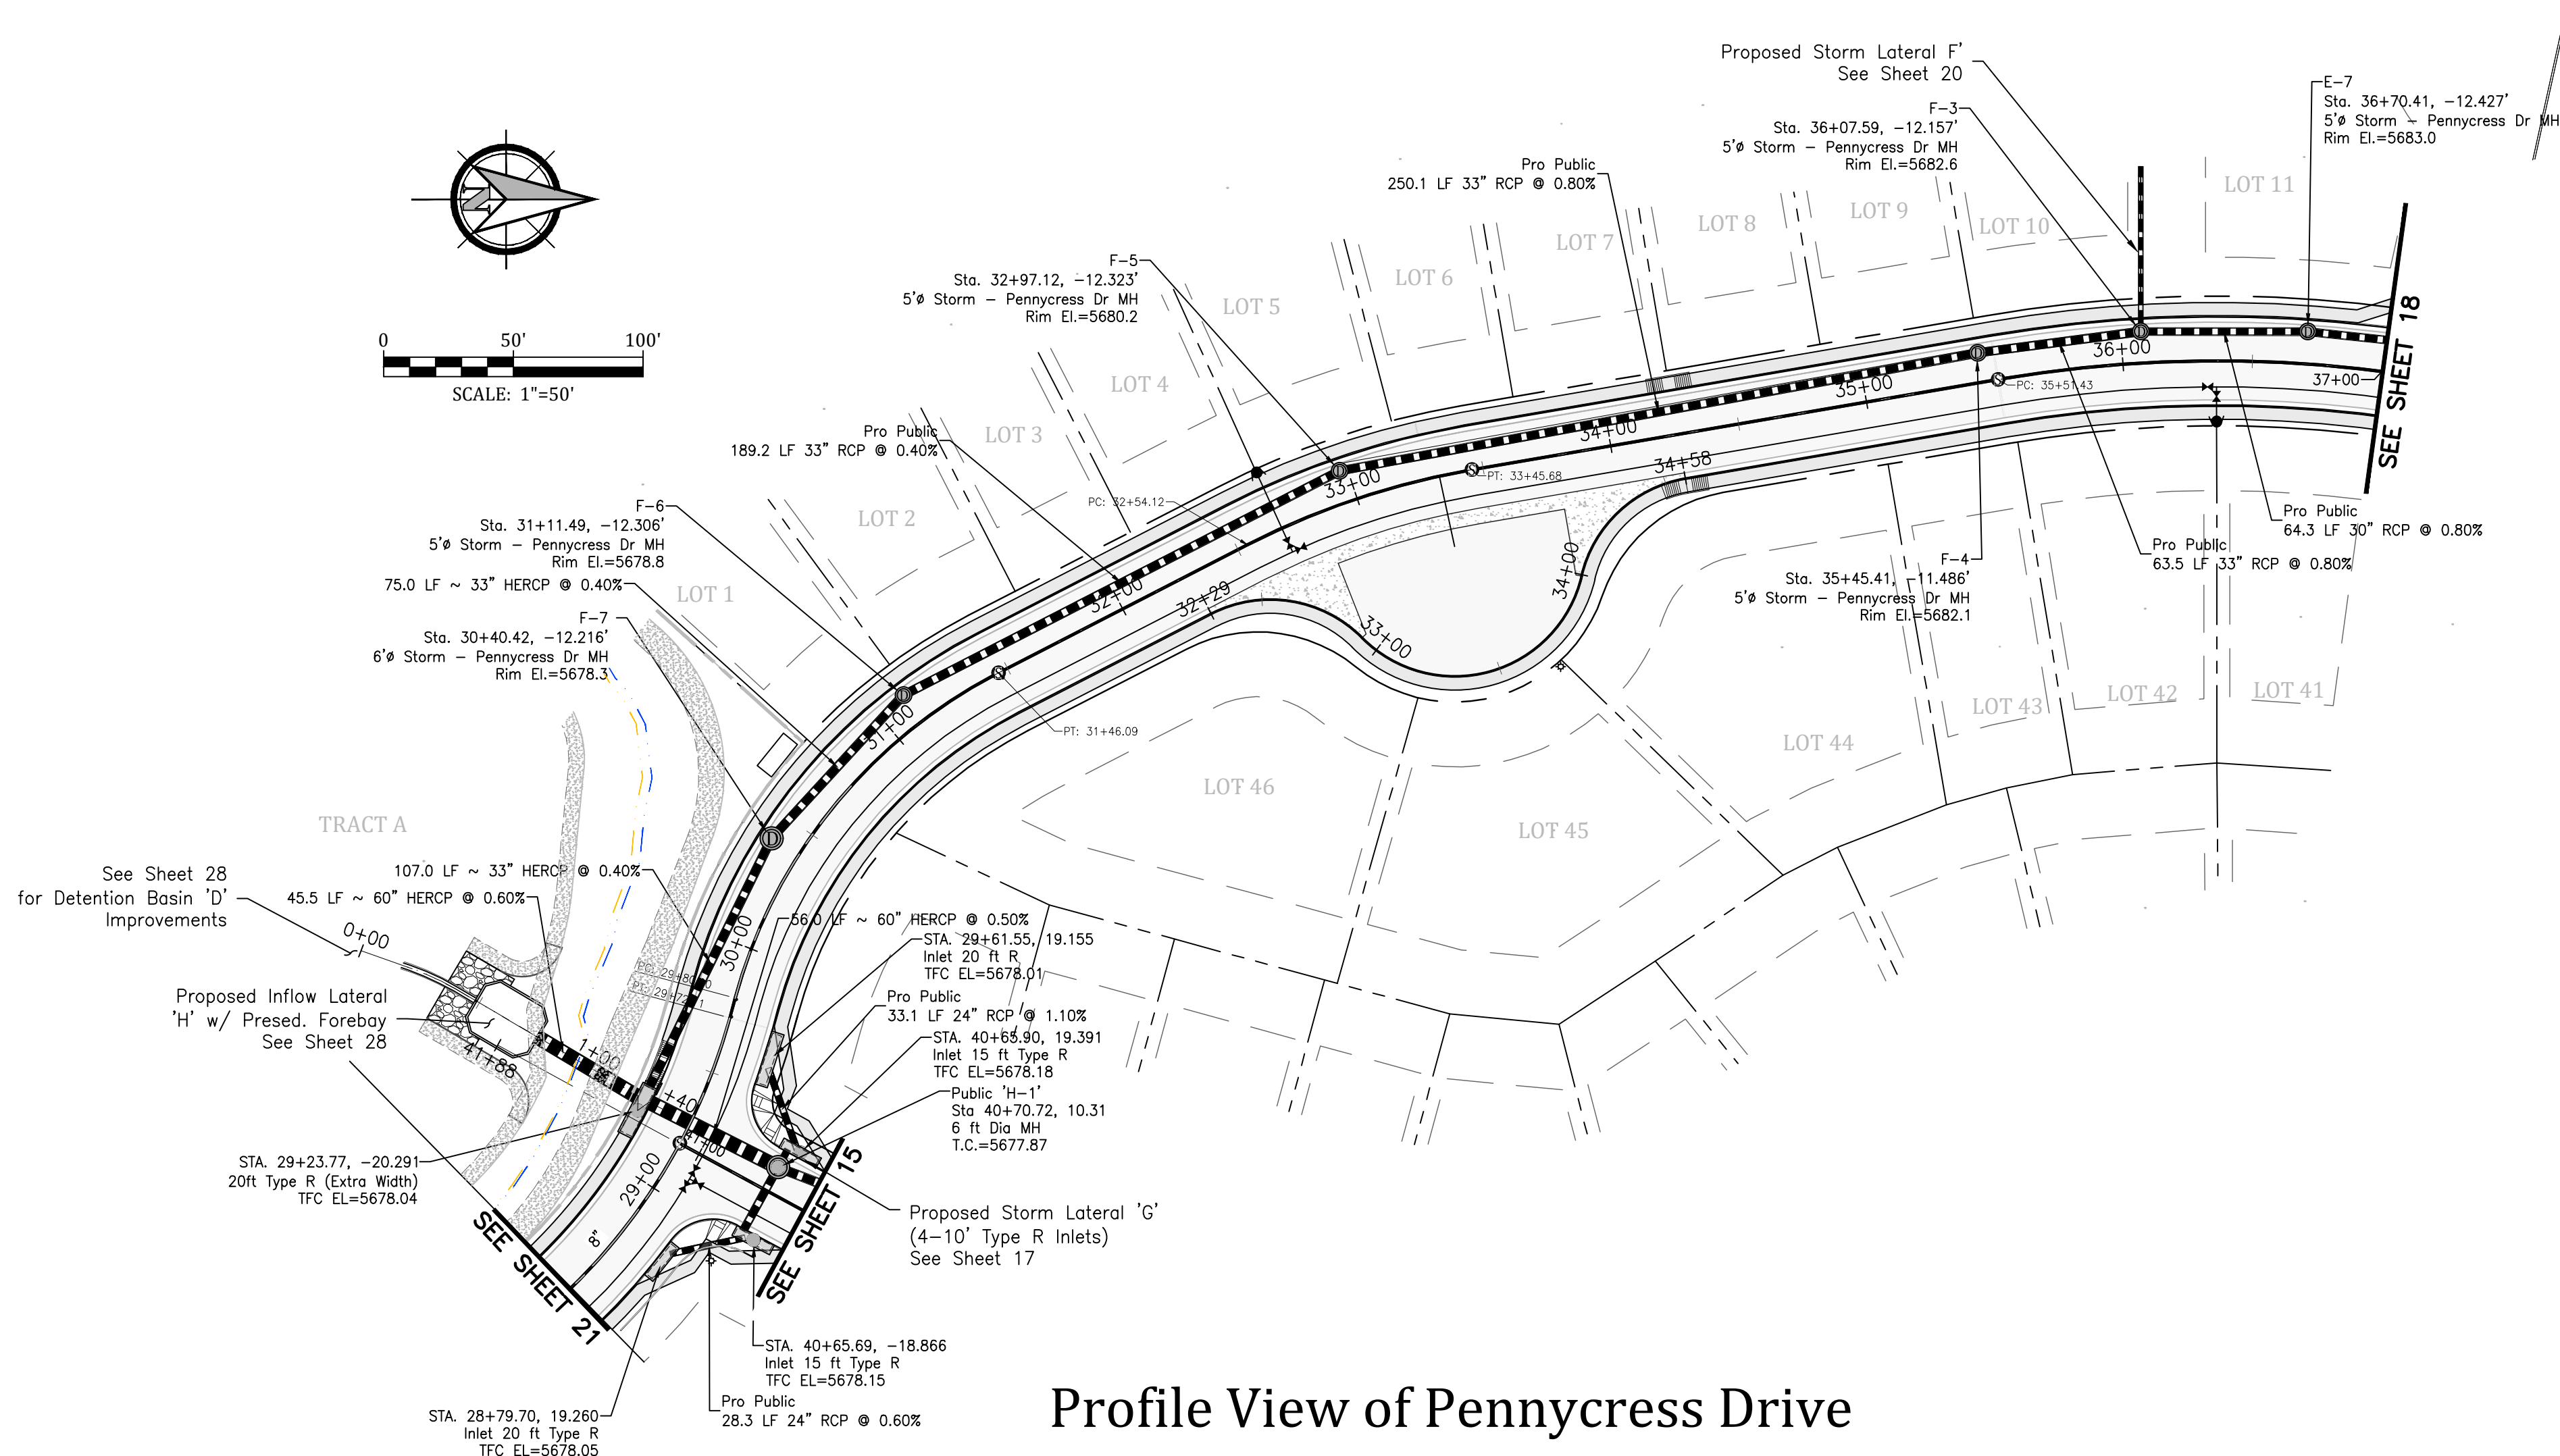 Proposed Storm Lateral F'
See Sheet 20
F-3
Sta. 36+07.59, -12.157'
5'ø Storm - Pennycress Dr MH
Rim El.=5682.6
E-7
Sta. 36+70.41, -12.427'
5'ø Storm - Pennycress Dr MH
Rim El.=5683.0
Pro Public
250.1 LF 33" RCP @ 0.80%
LOT 11
LOT 10
LOT 9
LOT 8
LOT 7
LOT 6
LOT 5
LOT 4
LOT 3
LOT 2
LOT 1
N
0 50' 100'
SCALE: 1"=50'
F-5
Sta. 32+97.12, -12.323'
5'ø Storm - Pennycress Dr MH
Rim El.=5680.2
Pro Public
189.2 LF 33" RCP @ 0.40%
F-6
Sta. 31+11.49, -12.306'
5'ø Storm - Pennycress Dr MH
Rim El.=5678.8
75.0 LF ~ 33" HERCP @ 0.40%
F-7
Sta. 30+40.42, -12.216'
6'ø Storm - Pennycress Dr MH
Rim El.=5678.3
PC: 32+54.12
PT: 33+45.68
PC: 35+51.43
PT: 31+46.09
D
D
D
D
D
D
S
S
S
S
31+00
32+00
32+29
33+00
34+00
34+58
35+00
36+00
37+00
33+00
34+00
SEE SHEET 18
Pro Public
64.3 LF 30" RCP @ 0.80%
Pro Public
63.5 LF 33" RCP @ 0.80%
F-4
Sta. 35+45.41, -11.486'
5'ø Storm - Pennycress Dr MH
Rim El.=5682.1
LOT 41
LOT 42
LOT 43
LOT 44
LOT 45
LOT 46
TRACT A
See Sheet 28
for Detention Basin 'D'
Improvements
107.0 LF ~ 33" HERCP @ 0.40%
45.5 LF ~ 60" HERCP @ 0.60%
0+00
Proposed Inflow Lateral
'H' w/ Presed. Forebay
See Sheet 28
41+88
1+00
+40
30+00
29+00
8"
56.0 LF ~ 60" HERCP @ 0.50%
STA. 29+61.55, 19.155
Inlet 20 ft R
TFC EL=5678.01
Pro Public
33.1 LF 24" RCP @ 1.10%
STA. 40+65.90, 19.391
Inlet 15 ft Type R
TFC EL=5678.18
Public 'H-1'
Sta 40+70.72, 10.31
6 ft Dia MH
T.C.=5677.87
STA. 29+23.77, -20.291
20ft Type R (Extra Width)
TFC EL=5678.04
SEE SHEET 15
SEE SHEET 21
Proposed Storm Lateral 'G'
(4-10' Type R Inlets)
See Sheet 17
STA. 40+65.69, -18.866
Inlet 15 ft Type R
TFC EL=5678.15
Pro Public
28.3 LF 24" RCP @ 0.60%
STA. 28+79.70, 19.260
Inlet 20 ft Type R
TFC EL=5678.05
Profile View of Pennycress Drive